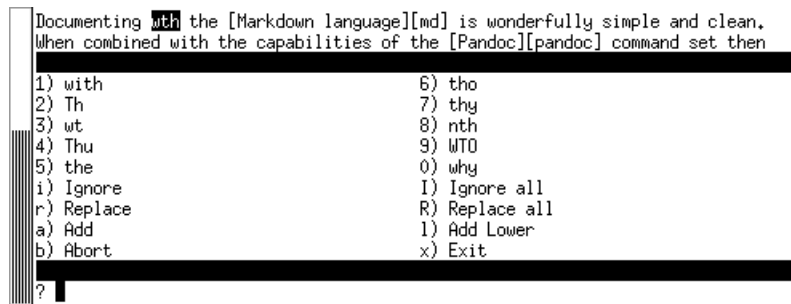 Documenting wth the [Markdown language][md] is wonderfully simple and clean.
When combined with the capabilities of the [Pandoc][pandoc] command set then
1) with 6) tho
2) Th 7) thy
3) wt 8) nth
4) Thu 9) WTO
5) the 0) why
i) Ignore I) Ignore all
r) Replace R) Replace all
a) Add l) Add Lower
b) Abort x) Exit
?